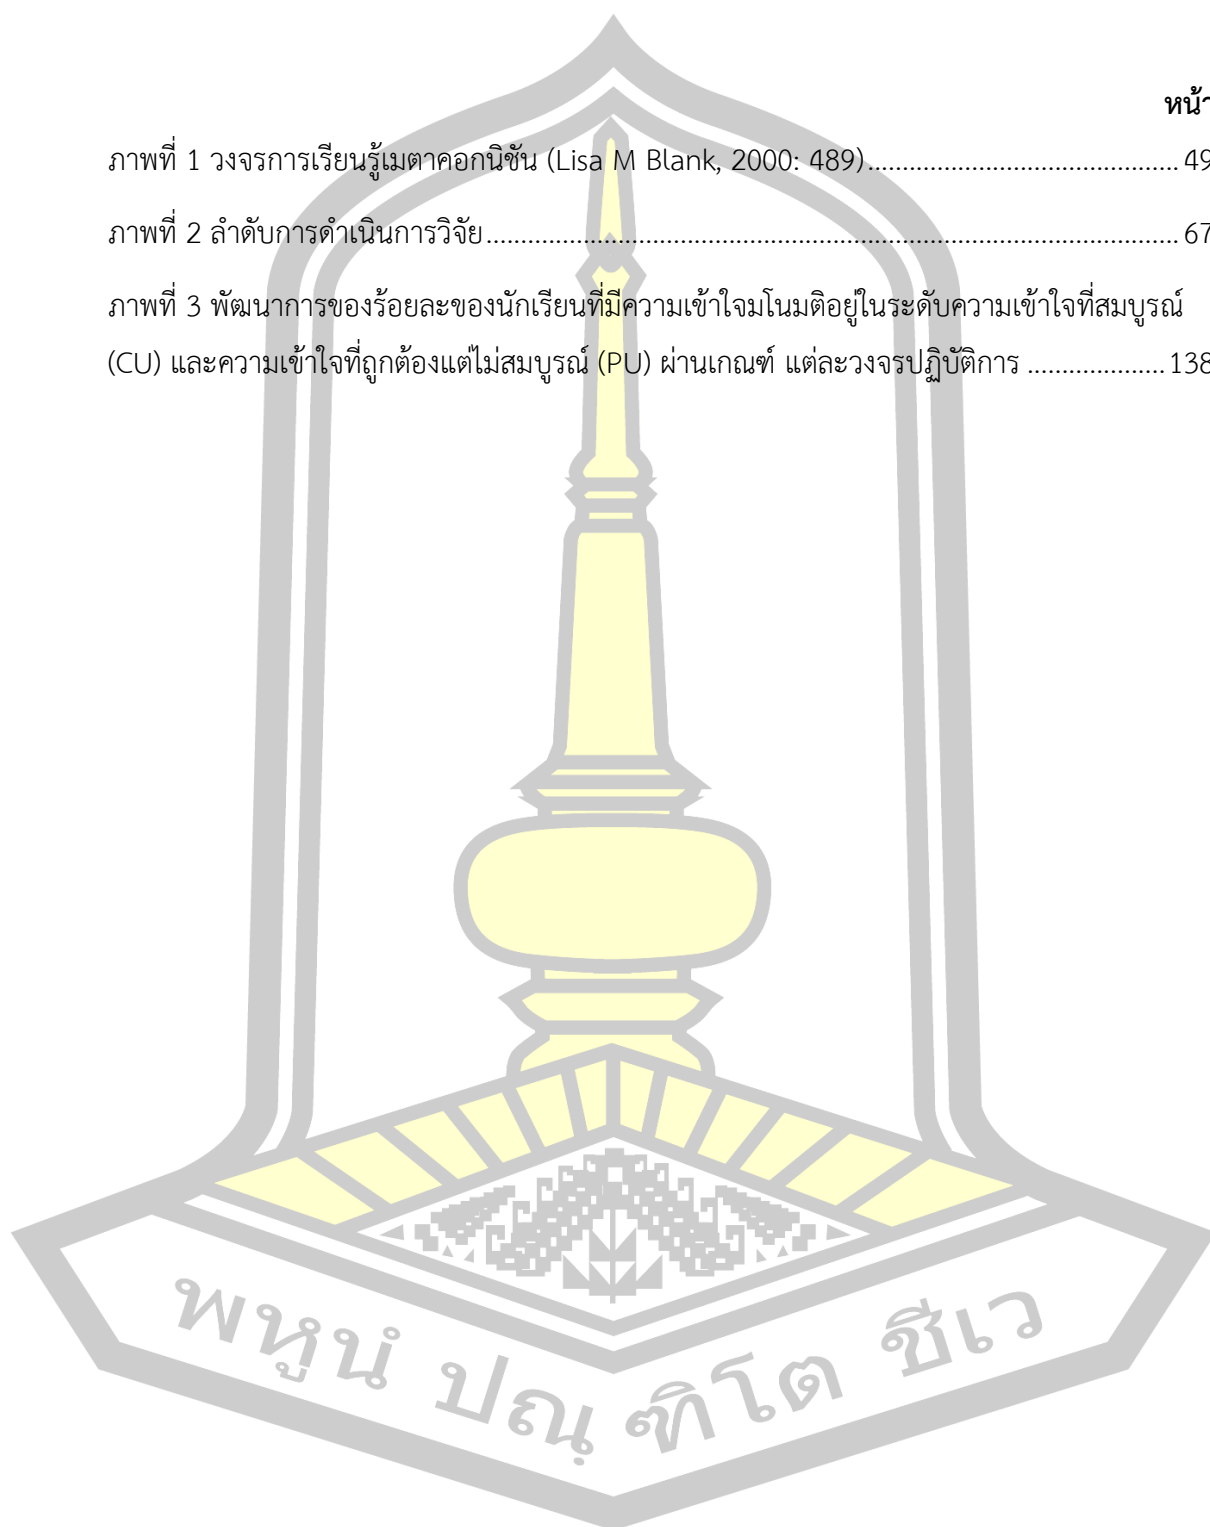 หน้า
ภาพที่ 1 วงจรการเรียนรู้เมตาคอกนิชัน (Lisa M Blank, 2000: 489)............................................. 49
ภาพที่ 2 ลำดับการดำเนินการวิจัย.................................................................................................... 67
ภาพที่ 3 พัฒนาการของร้อยละของนักเรียนที่มีความเข้าใจมโนมติอยู่ในระดับความเข้าใจที่สมบูรณ์
(CU) และความเข้าใจที่ถูกต้องแต่ไม่สมบูรณ์ (PU) ผ่านเกณฑ์ แต่ละวงจรปฏิบัติการ .................... 138
พหูนํ ปณฺฑิโต ชีเว